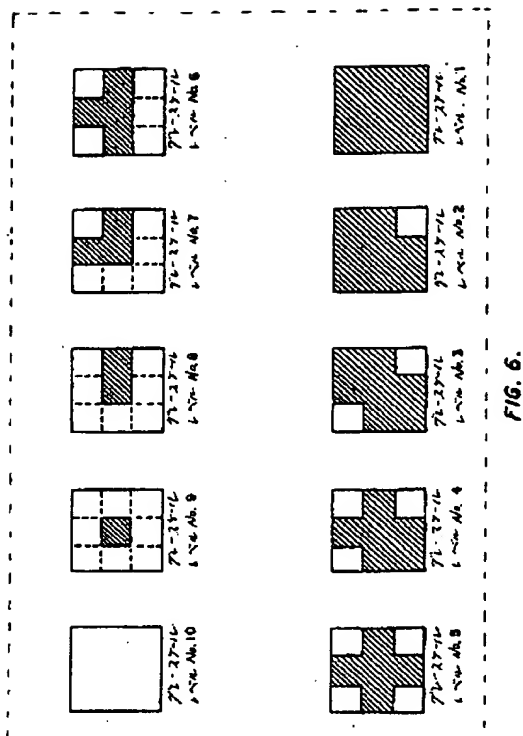 グレースケール
レベル No.10
グレースケール
レベル No.9
グレースケール
レベル No.8
グレースケール
レベル No.7
グレースケール
レベル No.6
グレースケール
レベル No.5
グレースケール
レベル No.4
グレースケール
レベル No.3
グレースケール
レベル No.2
グレースケール
レベル No.1
FIG. 6.